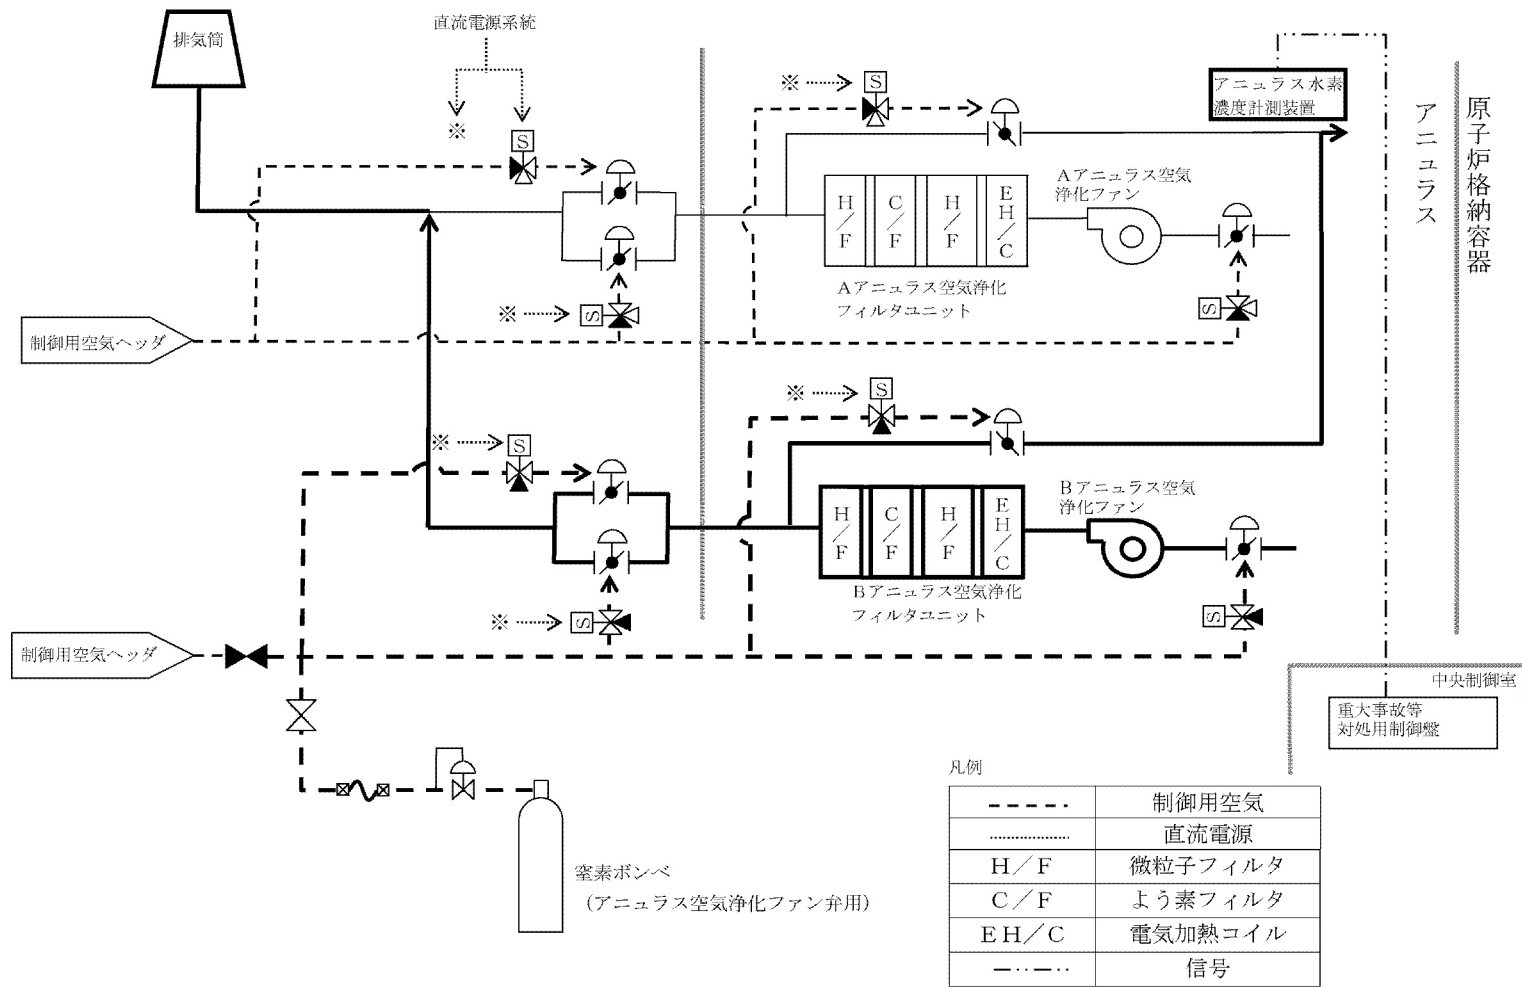 排気筒
直流電源系統
※
S
※
S
アニュラス水素
濃度計測装置
アニュラス
原子炉格納容器
H/F
C/F
H/F
EH/C
Aアニュラス空気
浄化ファン
Aアニュラス空気浄化
フィルタユニット
※
S
S
制御用空気ヘッダ
※
S
※
S
H/F
C/F
H/F
EH/C
Bアニュラス空気
浄化ファン
Bアニュラス空気浄化
フィルタユニット
※
S
S
制御用空気ヘッダ
中央制御室
重大事故等
対処用制御盤
窒素ボンベ
(アニュラス空気浄化ファン弁用)
凡例
制御用空気
直流電源
H/F 微粒子フィルタ
C/F よう素フィルタ
EH/C 電気加熱コイル
信号